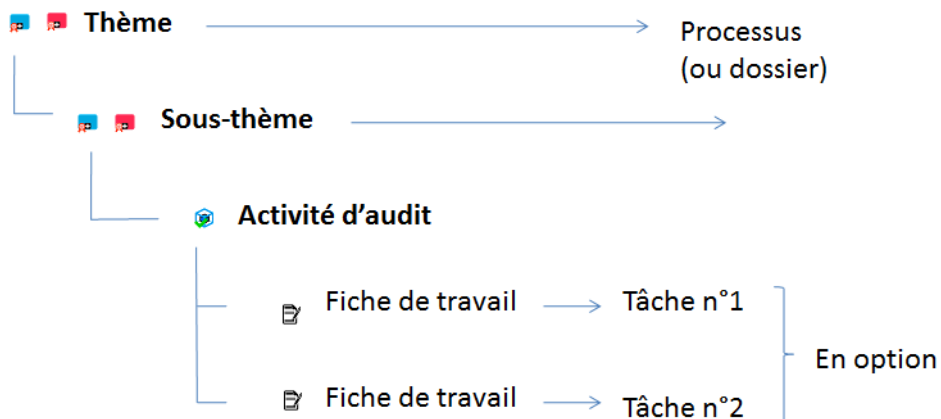 Thème
Processus
(ou dossier)
Sous-thème
Activité d'audit
Fiche de travail
Tâche n°1
En option
Fiche de travail
Tâche n°2